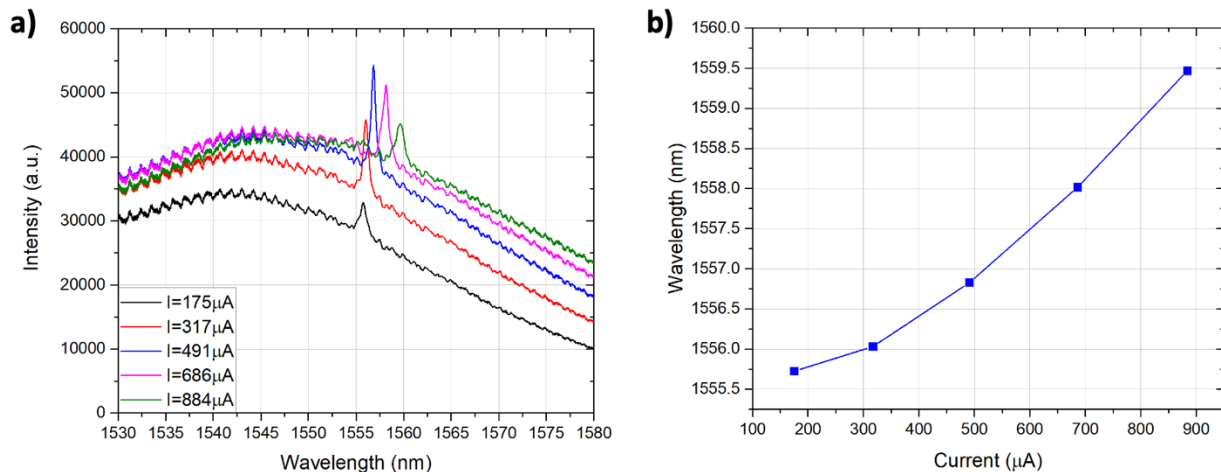 a)
60000
50000
40000
30000
20000
10000
0
Intensity (a.u.)
I=175μA
I=317μA
I=491μA
I=686μA
I=884μA
1530 1535 1540 1545 1550 1555 1560 1565 1570 1575 1580
Wavelength (nm)
b)
1560.0
1559.5
1559.0
1558.5
1558.0
1557.5
1557.0
1556.5
1556.0
1555.5
Wavelength (nm)
100 200 300 400 500 600 700 800 900
Current (μA)